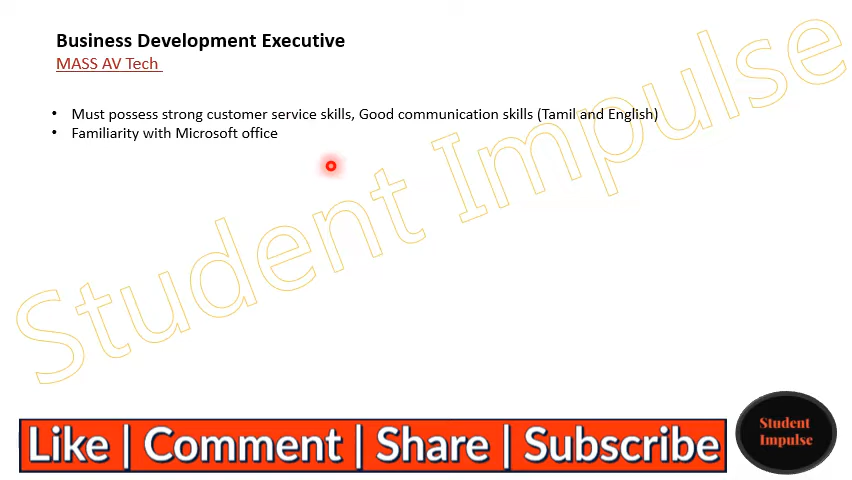 Business Development Executive
MASS AV Tech
• Must possess strong customer service skills, Good communication skills (Tamil and English)
• Familiarity with Microsoft office
Student Impulse
Like | Comment | Share | Subscribe
Student
Impulse